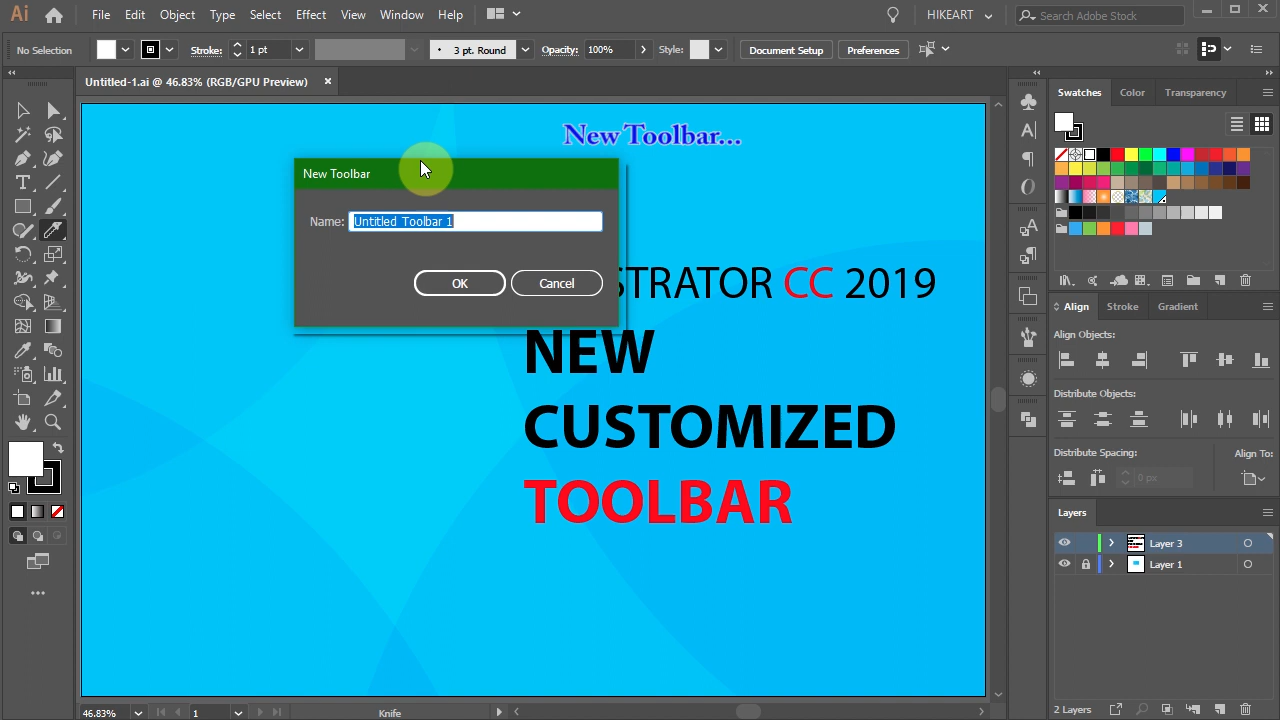 Ai File Edit Object Type Select Effect View Window Help HIKEART Search Adobe Stock
No Selection Stroke: 1 pt 3 pt. Round Opacity: 100% Style: Document Setup Preferences
Untitled-1.ai @ 46.83% (RGB/GPU Preview)
Swatches Color Transparency
New Toolbar...
New Toolbar
Name: Untitled Toolbar 1
OK Cancel
STRATOR CC 2019
NEW
CUSTOMIZED
TOOLBAR
Align Stroke Gradient
Align Objects:
Distribute Objects:
Distribute Spacing: Align To:
0 px
Layers
Layer 3
Layer 1
2 Layers
46.83% 1 Knife